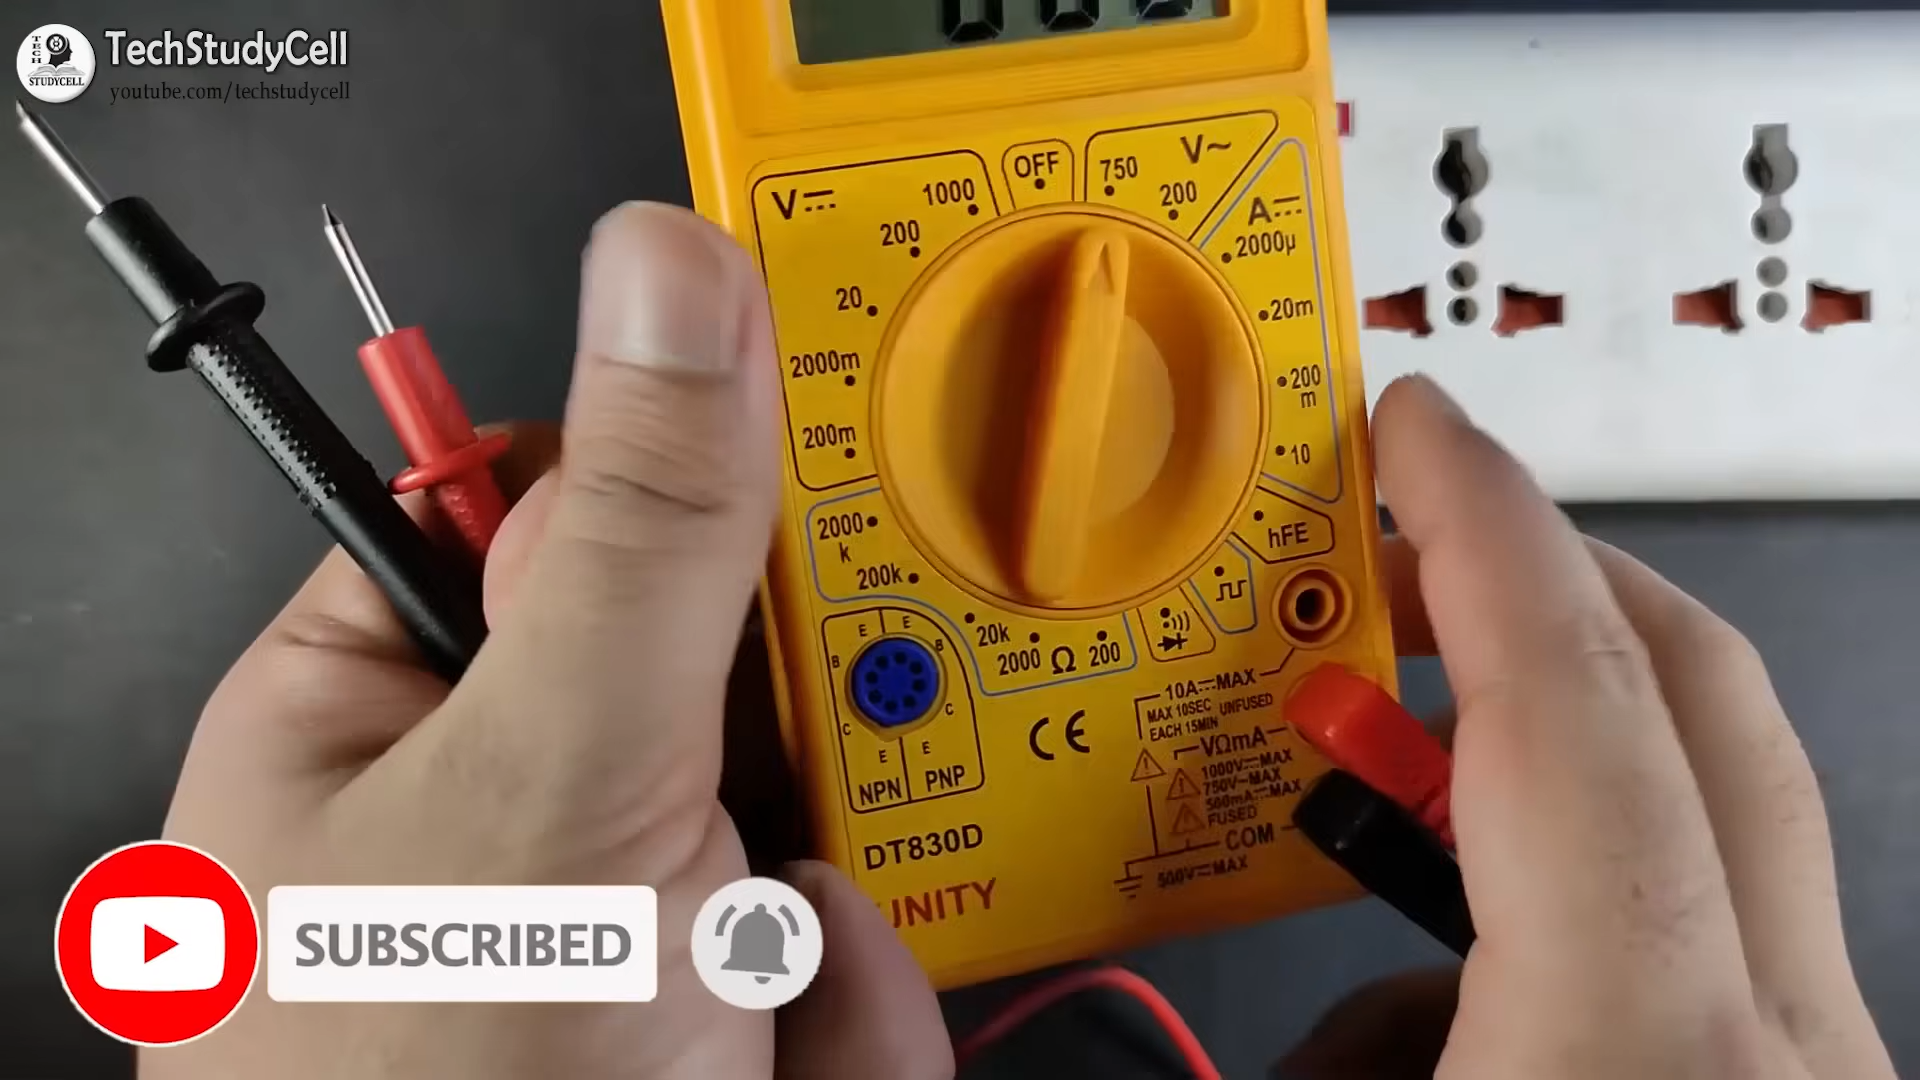 TechStudyCell
youtube.com/techstudycell
TECH
STUDYCELL
OFF
V~
750
200
V⎓
1000
200
20
2000m
200m
A⎓
2000μ
20m
200
m
10
hFE
2000
k
200k
20k
2000 Ω 200
E E
B B
C C
E E
NPN PNP
10A⎓MAX
MAX 10SEC UNFUSED
EACH 15MIN
VΩmA
1000V⎓MAX
750V~MAX
500mA⎓MAX
FUSED
COM
500V⎓MAX
CE
DT830D
UNITY
SUBSCRIBED